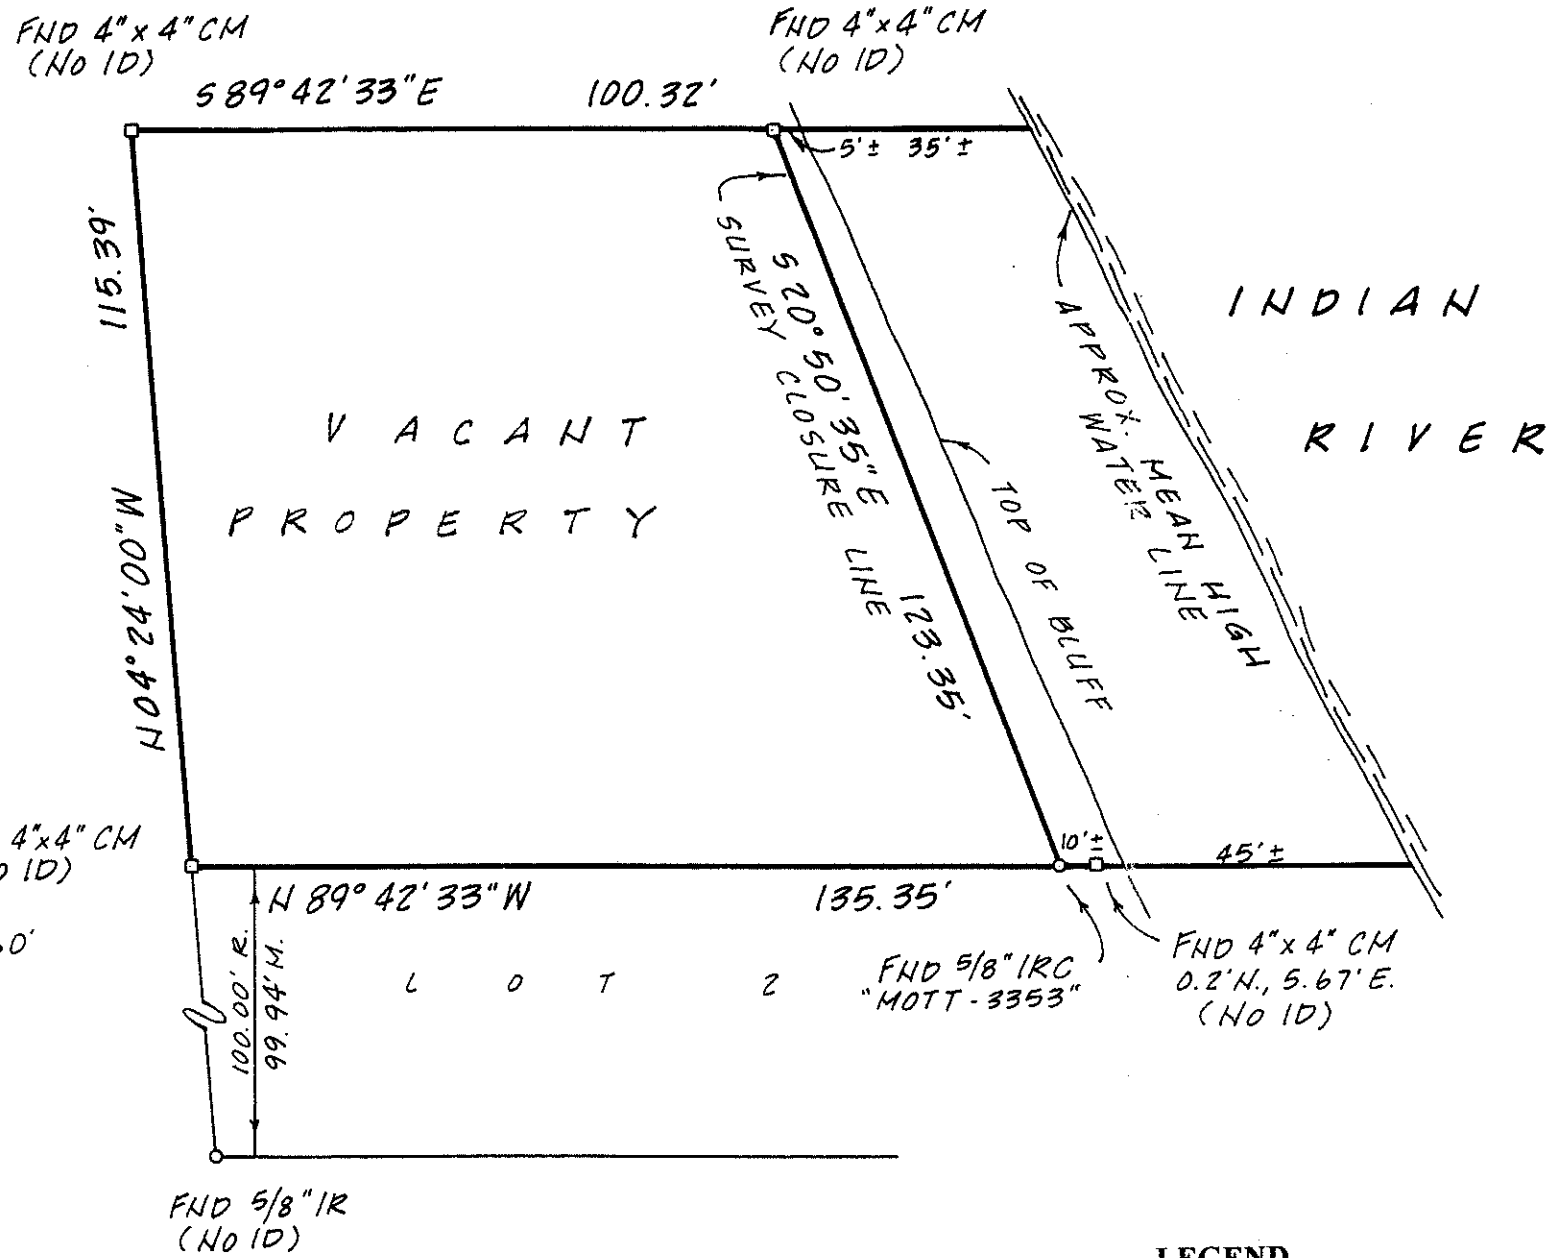 FND 4"x 4" CM
(No ID)
FND 4"x 4" CM
(No ID)
S 89° 42' 33" E 100.32'
5'± 35'±
115.39'
N 04° 24' 00" W
SURVEY CLOSURE LINE
S 20° 50' 35" E 123.35'
TOP OF BLUFF
APPROX. MEAN HIGH
WATER LINE
INDIAN
RIVER
VACANT
PROPERTY
4"x 4" CM
ID)
10'±
45'±
N 89° 42' 33" W 135.35'
0'
100.00' R.
99.94' M.
LOT 2
FND 5/8" IRC
"MOTT-3353"
FND 4"x 4" CM
0.2' N., 5.67' E.
(No ID)
FND 5/8" IR
(No ID)
LEGEND